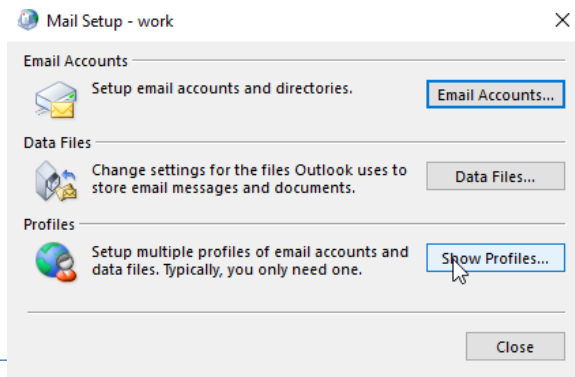 Mail Setup - work
Email Accounts
Setup email accounts and directories.
Email Accounts...
Data Files
Change settings for the files Outlook uses to
store email messages and documents.
Data Files...
Profiles
Setup multiple profiles of email accounts and
data files. Typically, you only need one.
Show Profiles...
Close